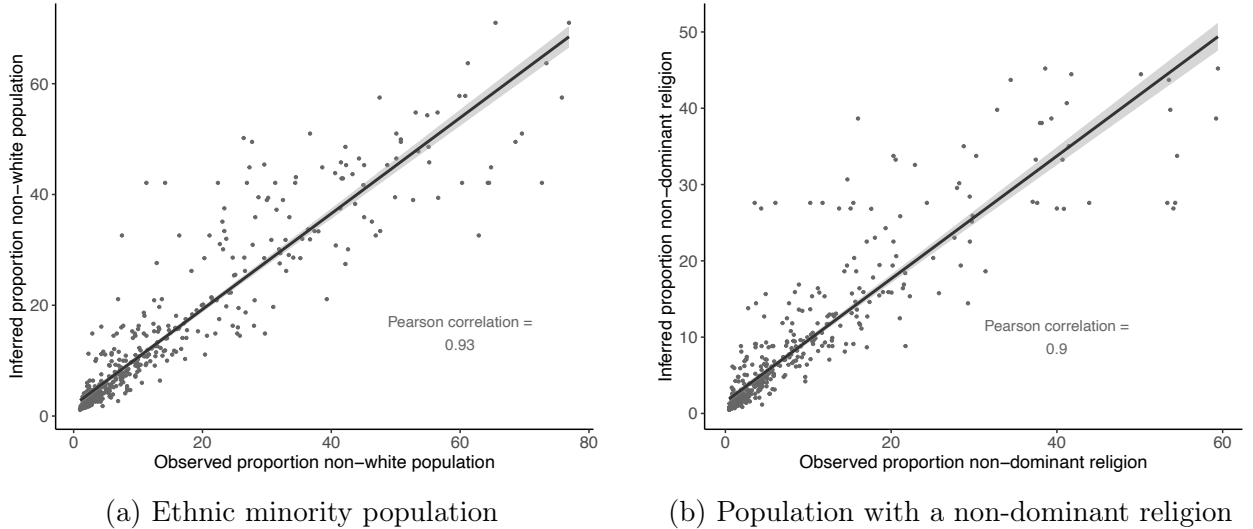 Inferred proportion non−white population
60
40
20
0
Pearson correlation =
0.93
0
20
40
60
80
Observed proportion non−white population
(a) Ethnic minority population
Inferred proportion non−dominant religion
50
40
30
20
10
0
Pearson correlation =
0.9
0
20
40
60
Observed proportion non−dominant religion
(b) Population with a non-dominant religion